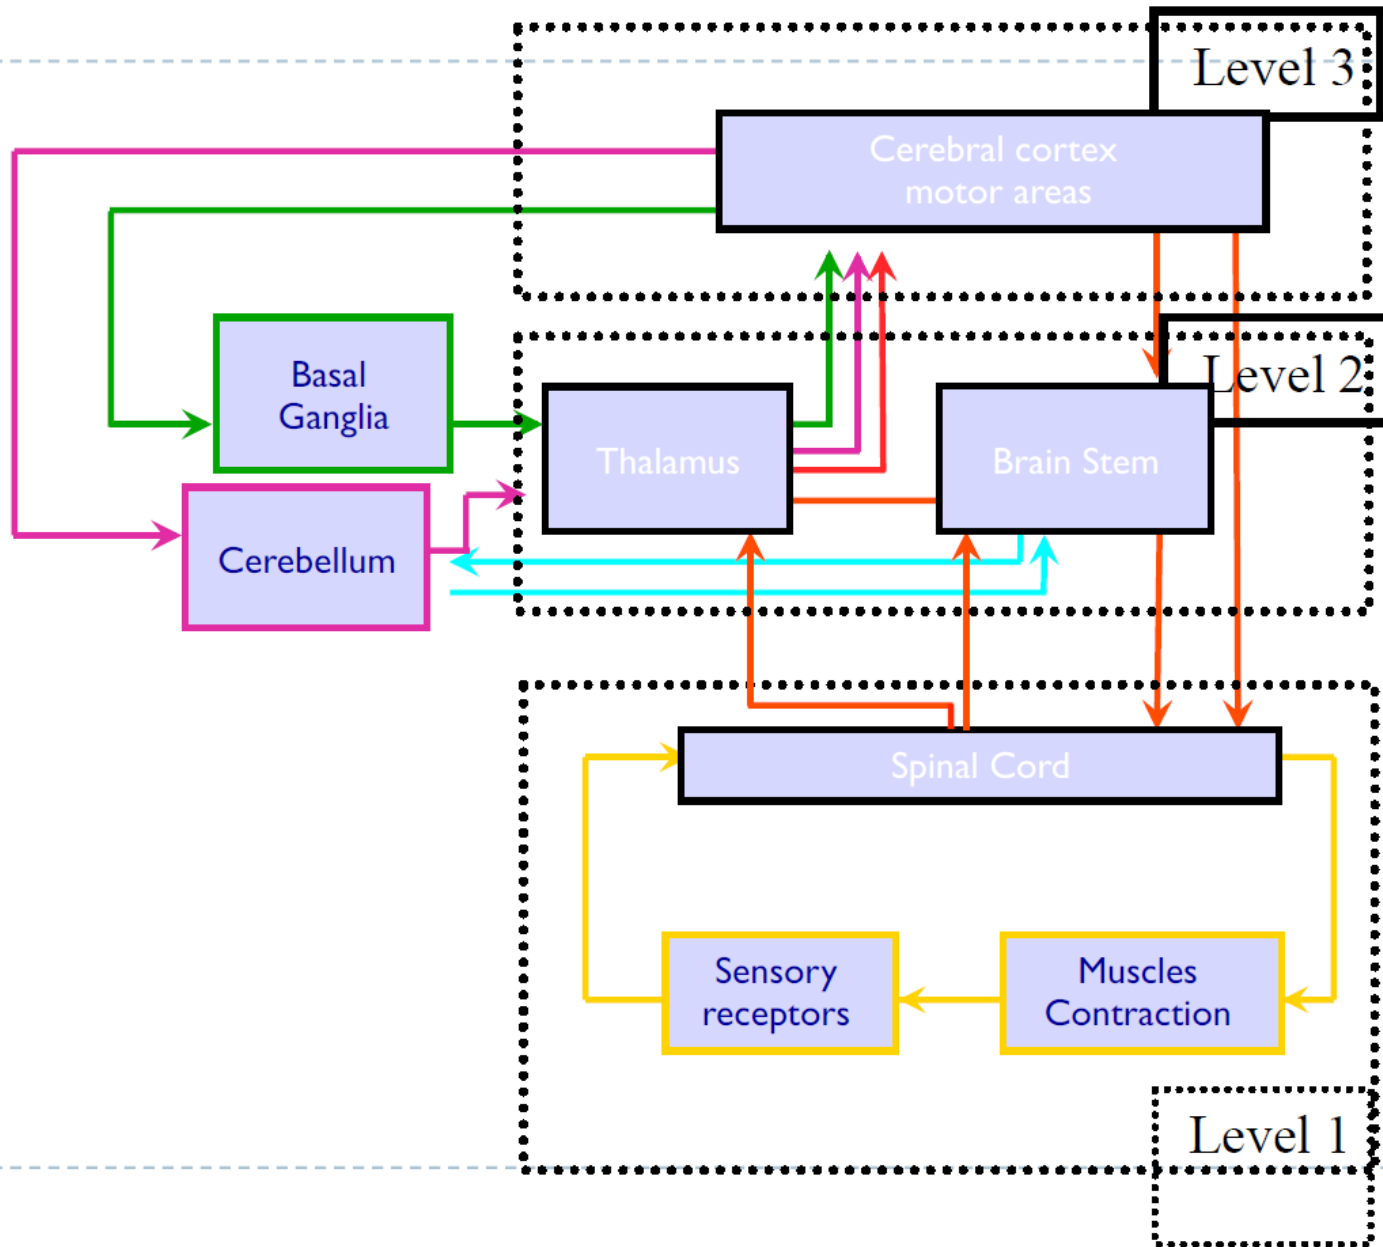 Level 3
Cerebral cortex
motor areas
Basal
Ganglia
Level 2
Thalamus
Brain Stem
Cerebellum
Spinal Cord
Sensory
receptors
Muscles
Contraction
Level 1